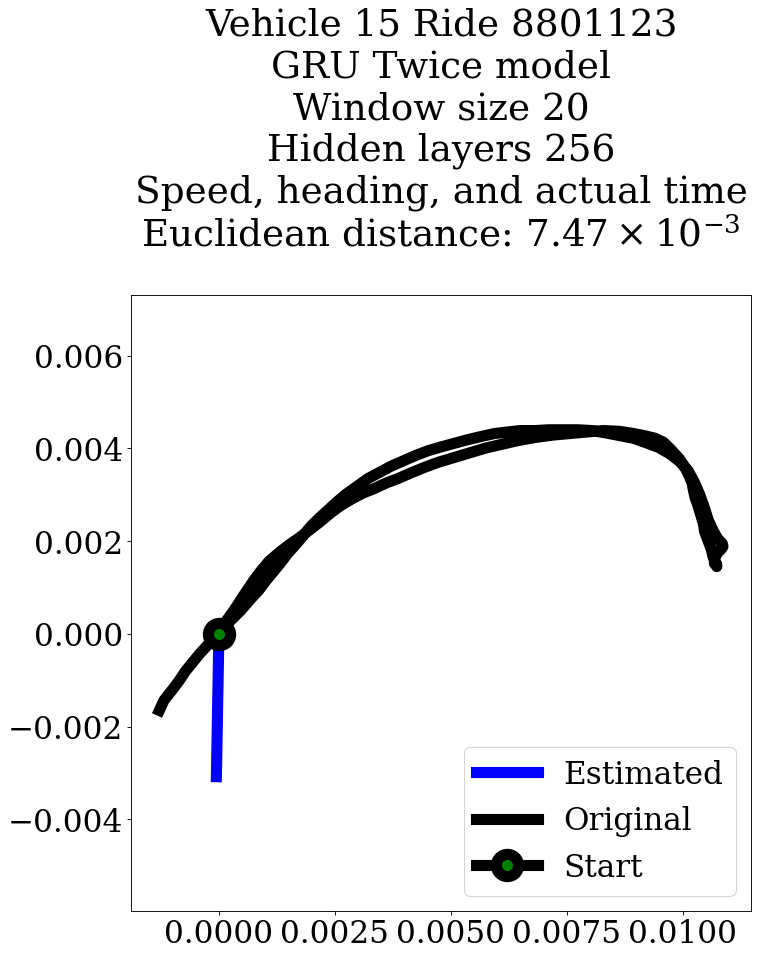 Vehicle 15 Ride 8801123
GRU Twice model
Window size 20
Hidden layers 256
Speed, heading, and actual time
Euclidean distance: 7.47 × 10⁻³
0.006
0.004
0.002
0.000
−0.002
−0.004
Estimated
Original
Start
0.0000 0.0025 0.0050 0.0075 0.0100